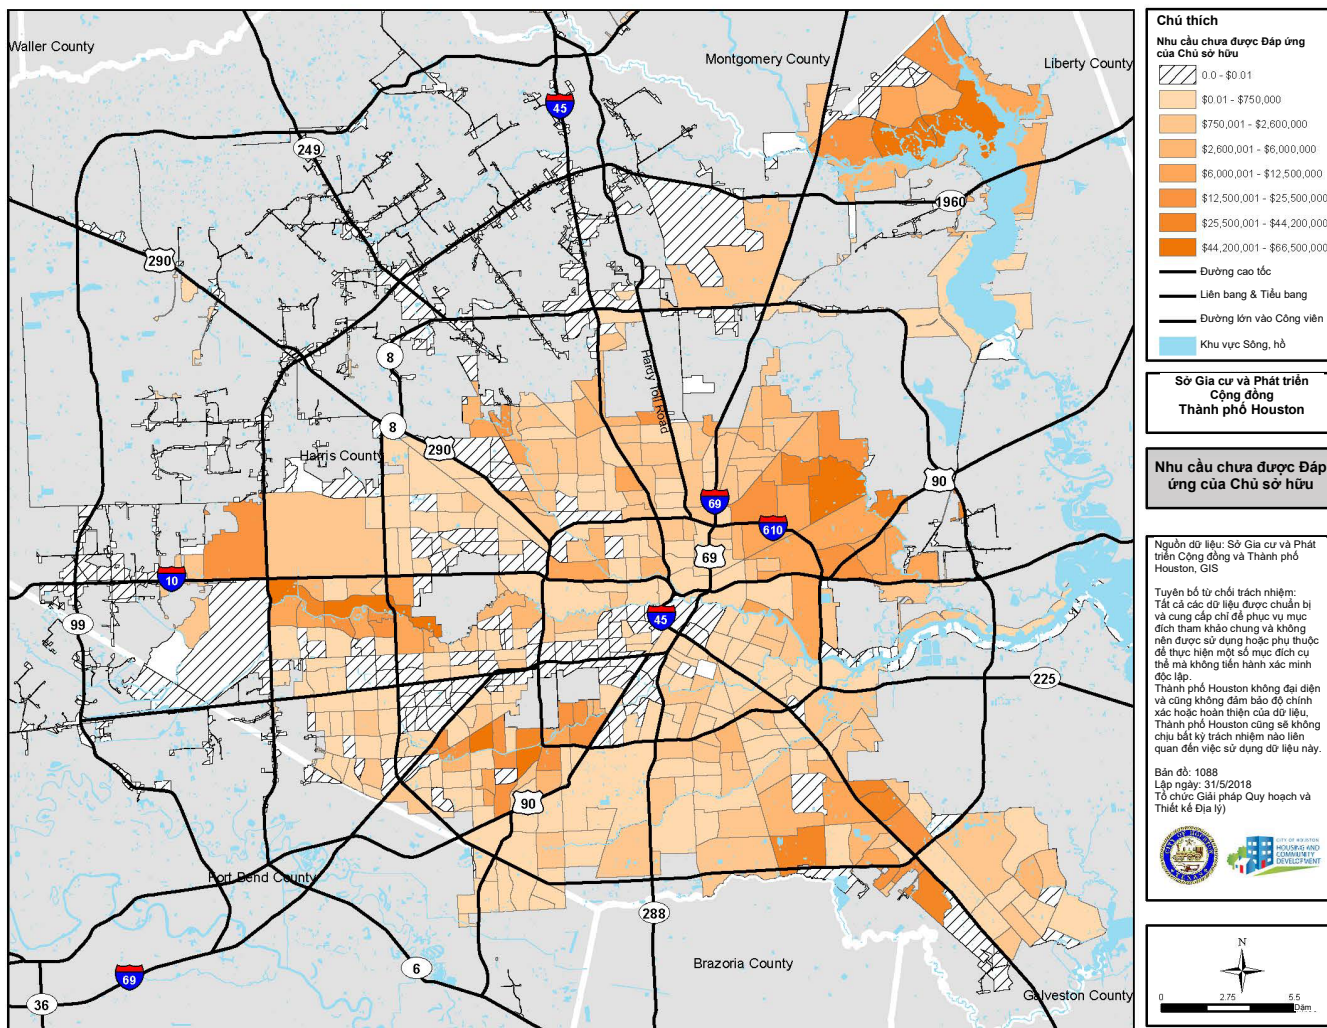 Waller County
Montgomery County
Liberty County
45
249
1960
290
8
Hardy Toll Road
8
290
Harris County
90
69
610
69
10
99
45
225
90
Fort Bend County
288
6
Brazoria County
69
36
Galveston County
Chú thích
Nhu cầu chưa được Đáp ứng
của Chủ sở hữu
0.0 - $0.01
$0.01 - $750,000
$750,001 - $2,600,000
$2,600,001 - $6,000,000
$6,000,001 - $12,500,000
$12,500,001 - $25,500,000
$25,500,001 - $44,200,000
$44,200,001 - $66,500,000
Đường cao tốc
Liên bang & Tiểu bang
Đường lớn vào Công viên
Khu vực Sông, hồ
Sở Gia cư và Phát triển
Cộng đồng
Thành phố Houston
Nhu cầu chưa được Đáp
ứng của Chủ sở hữu
Nguồn dữ liệu: Sở Gia cư và Phát
triển Cộng đồng và Thành phố
Houston, GIS
Tuyên bố từ chối trách nhiệm:
Tất cả các dữ liệu được chuẩn bị
và cung cấp chỉ để phục vụ mục
đích tham khảo chung và không
nên được sử dụng hoặc phụ thuộc
để thực hiện một số mục đích cụ
thể mà không tiến hành xác minh
độc lập.
Thành phố Houston không đại diện
và cũng không đảm bảo độ chính
xác hoặc hoàn thiện của dữ liệu,
Thành phố Houston cũng sẽ không
chịu bất kỳ trách nhiệm nào liên
quan đến việc sử dụng dữ liệu này.
Bản đồ: 1088
Lập ngày: 31/5/2018
Tổ chức Giải pháp Quy hoạch và
Thiết kế Địa lý)
CITY OF HOUSTON
TEXAS
CITY OF HOUSTON
HOUSING AND
COMMUNITY
DEVELOPMENT
N
0 2.75 5.5
Dặm